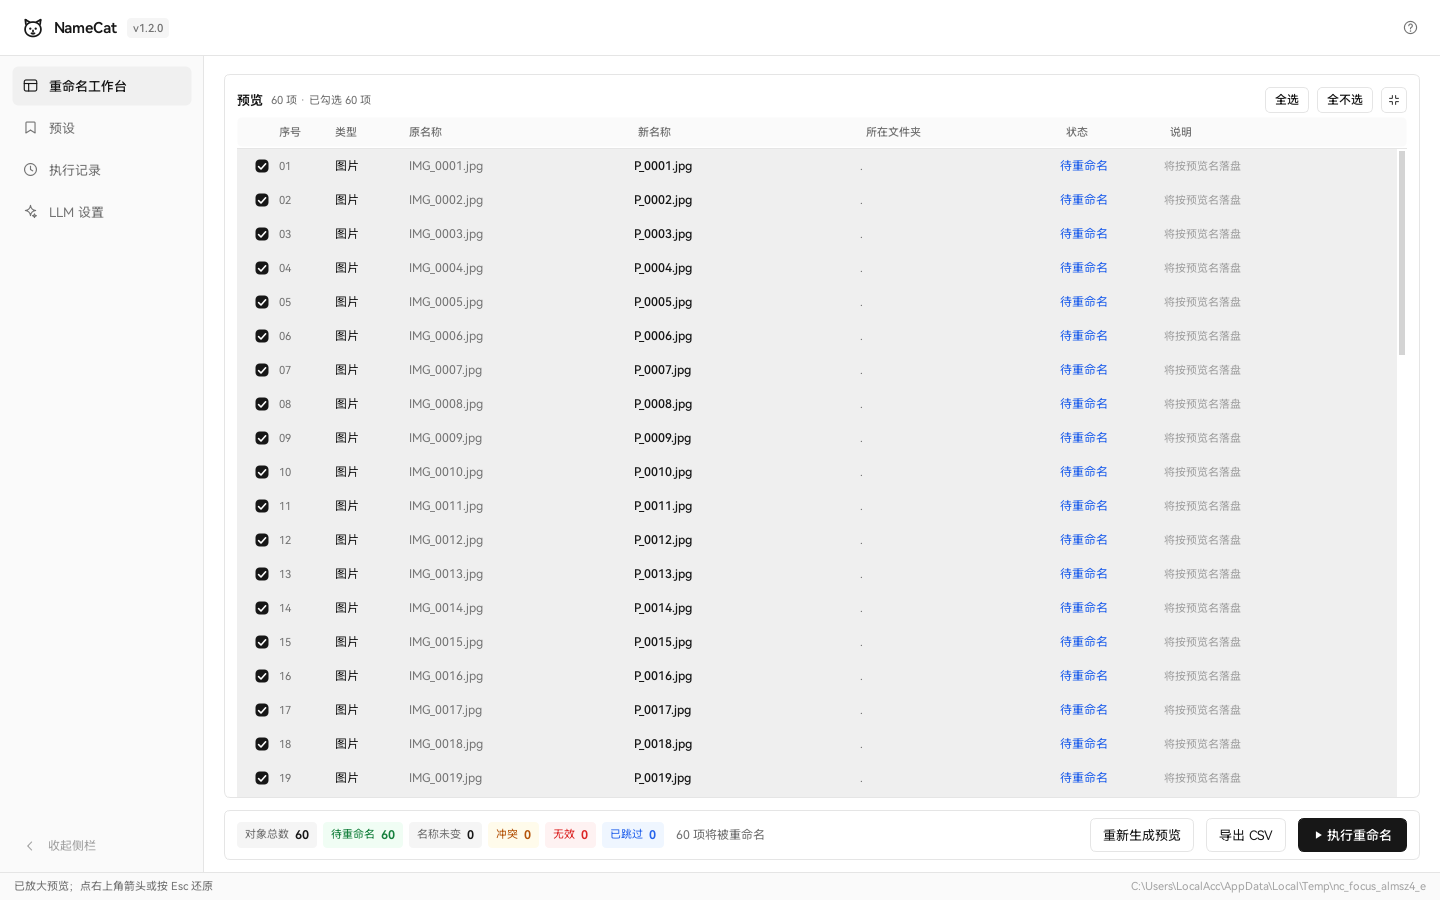 NameCat v1.2.0
重命名工作台
预设
执行记录
LLM 设置
收起侧栏
预览 60 项 · 已勾选 60 项 全选 全不选
序号 类型 原名称 新名称 所在文件夹 状态 说明
01 图片 IMG_0001.jpg P_0001.jpg . 待重命名 将按预览名落盘
02 图片 IMG_0002.jpg P_0002.jpg . 待重命名 将按预览名落盘
03 图片 IMG_0003.jpg P_0003.jpg . 待重命名 将按预览名落盘
04 图片 IMG_0004.jpg P_0004.jpg . 待重命名 将按预览名落盘
05 图片 IMG_0005.jpg P_0005.jpg . 待重命名 将按预览名落盘
06 图片 IMG_0006.jpg P_0006.jpg . 待重命名 将按预览名落盘
07 图片 IMG_0007.jpg P_0007.jpg . 待重命名 将按预览名落盘
08 图片 IMG_0008.jpg P_0008.jpg . 待重命名 将按预览名落盘
09 图片 IMG_0009.jpg P_0009.jpg . 待重命名 将按预览名落盘
10 图片 IMG_0010.jpg P_0010.jpg . 待重命名 将按预览名落盘
11 图片 IMG_0011.jpg P_0011.jpg . 待重命名 将按预览名落盘
12 图片 IMG_0012.jpg P_0012.jpg . 待重命名 将按预览名落盘
13 图片 IMG_0013.jpg P_0013.jpg . 待重命名 将按预览名落盘
14 图片 IMG_0014.jpg P_0014.jpg . 待重命名 将按预览名落盘
15 图片 IMG_0015.jpg P_0015.jpg . 待重命名 将按预览名落盘
16 图片 IMG_0016.jpg P_0016.jpg . 待重命名 将按预览名落盘
17 图片 IMG_0017.jpg P_0017.jpg . 待重命名 将按预览名落盘
18 图片 IMG_0018.jpg P_0018.jpg . 待重命名 将按预览名落盘
19 图片 IMG_0019.jpg P_0019.jpg . 待重命名 将按预览名落盘
对象总数 60 待重命名 60 名称未变 0 冲突 0 无效 0 已跳过 0 60 项将被重命名 重新生成预览 导出 CSV 执行重命名
已放大预览；点右上角箭头或按 Esc 还原 C:\Users\LocalAcc\AppData\Local\Temp\nc_focus_almsz4_e